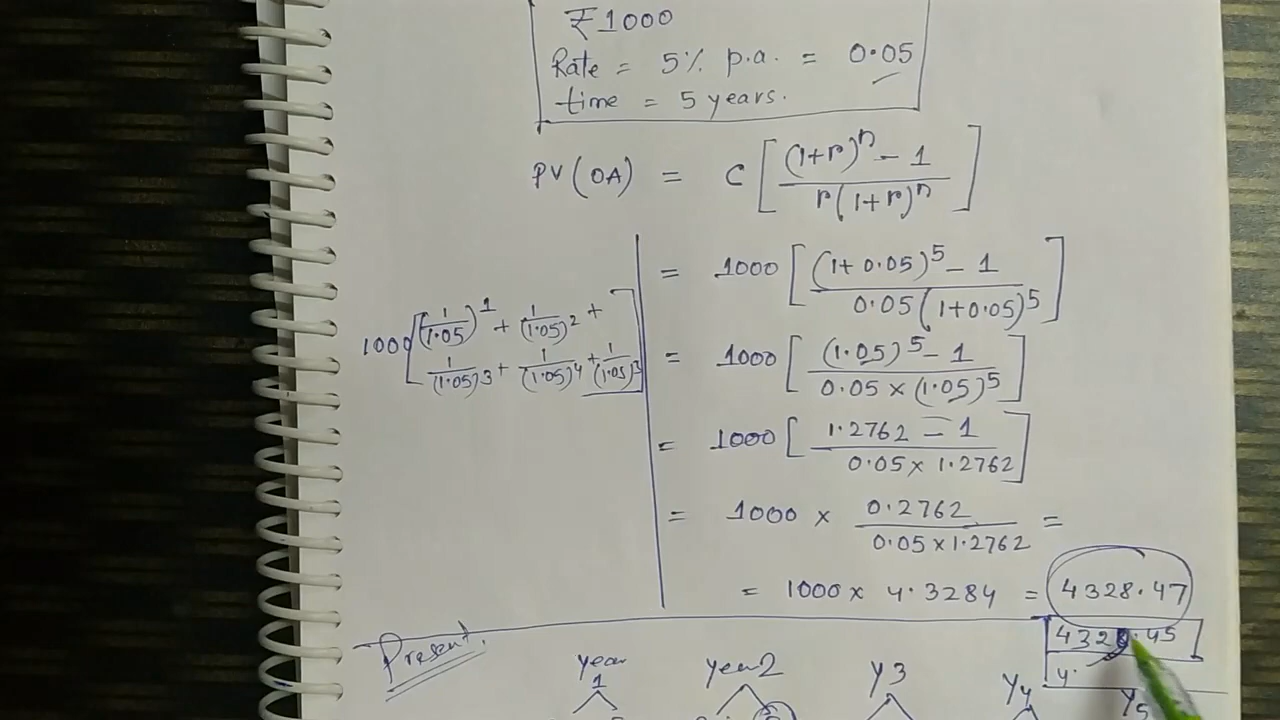 ₹1000
Rate = 5% p.a. = 0.05
time = 5 years.
PV(OA) = C [ (1+r)^n - 1 / r(1+r)^n ]
= 1000 [ (1+0.05)^5 - 1 / 0.05(1+0.05)^5 ]
1000 [ (1/1.05)^1 + 1/(1.05)^2 +
1/(1.05)^3 + 1/(1.05)^4 + 1/(1.05) ]
= 1000 [ (1.05)^5 - 1 / 0.05 × (1.05)^5 ]
= 1000 [ 1.2762 - 1 / 0.05 × 1.2762 ]
= 1000 × 0.2762 / 0.05×1.2762 =
= 1000 × 4.3284 = 4328.47
Present
year 1
year 2
Y3
Y4
Y5